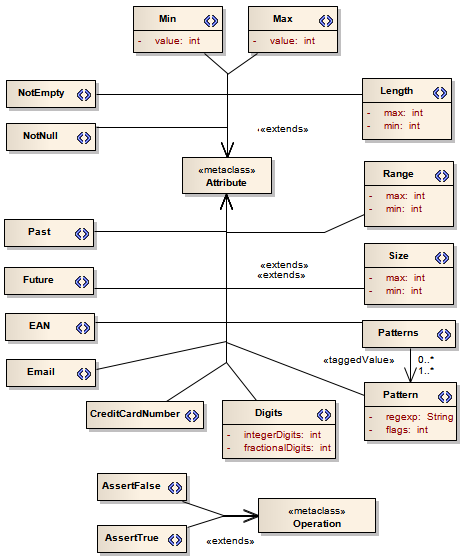 Min
- value: int
Max
- value: int
NotEmpty
Length
- max: int
- min: int
NotNull
«extends»
«metaclass»
Attribute
Range
- max: int
- min: int
Past
Size
- max: int
- min: int
Future
«extends»
«extends»
EAN
Patterns
«taggedValue»
0..*
1..*
Email
Pattern
- regexp: String
- flags: int
CreditCardNumber
Digits
- integerDigits: int
- fractionalDigits: int
AssertFalse
«metaclass»
Operation
AssertTrue
«extends»